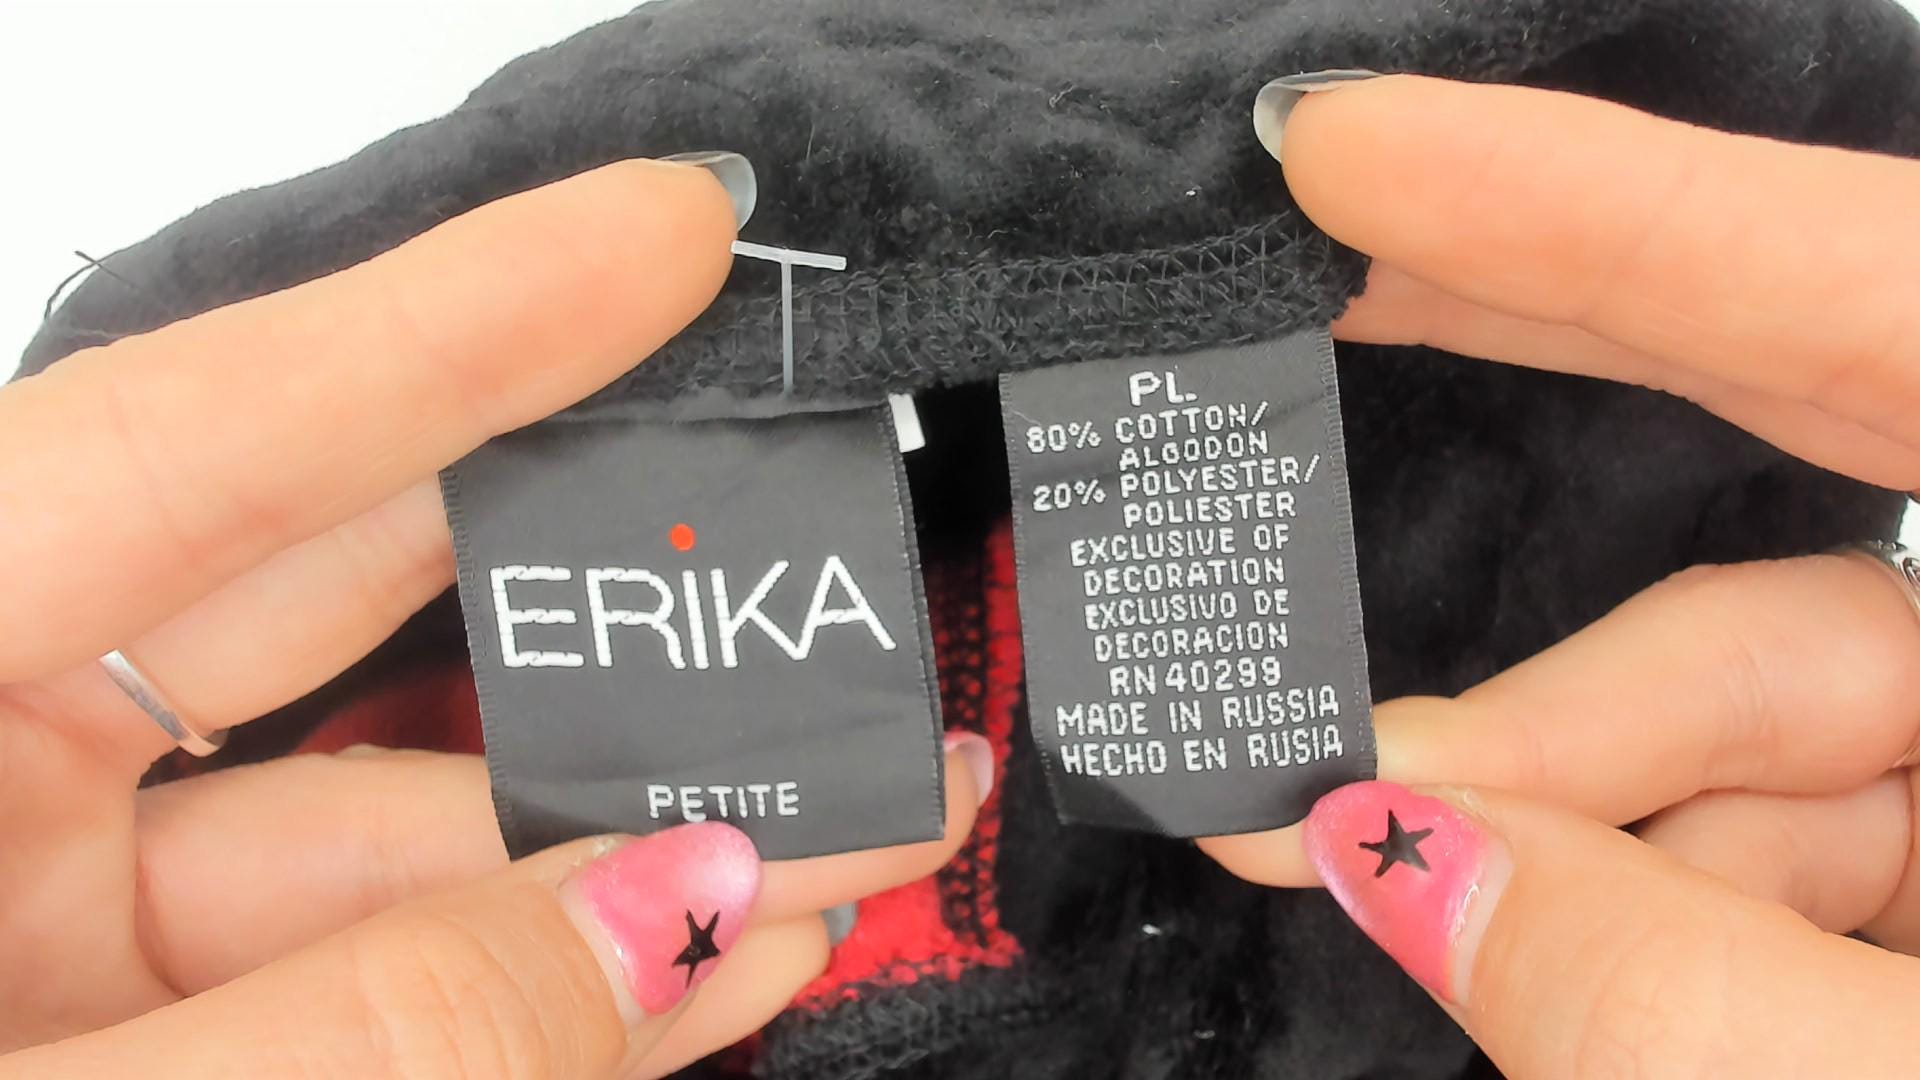 ERIKA
PETITE
PL
80% COTTON/
ALGODON
20% POLYESTER/
POLIESTER
EXCLUSIVE OF
DECORATION
EXCLUSIVO DE
DECORACION
RN 40299
MADE IN RUSSIA
HECHO EN RUSIA